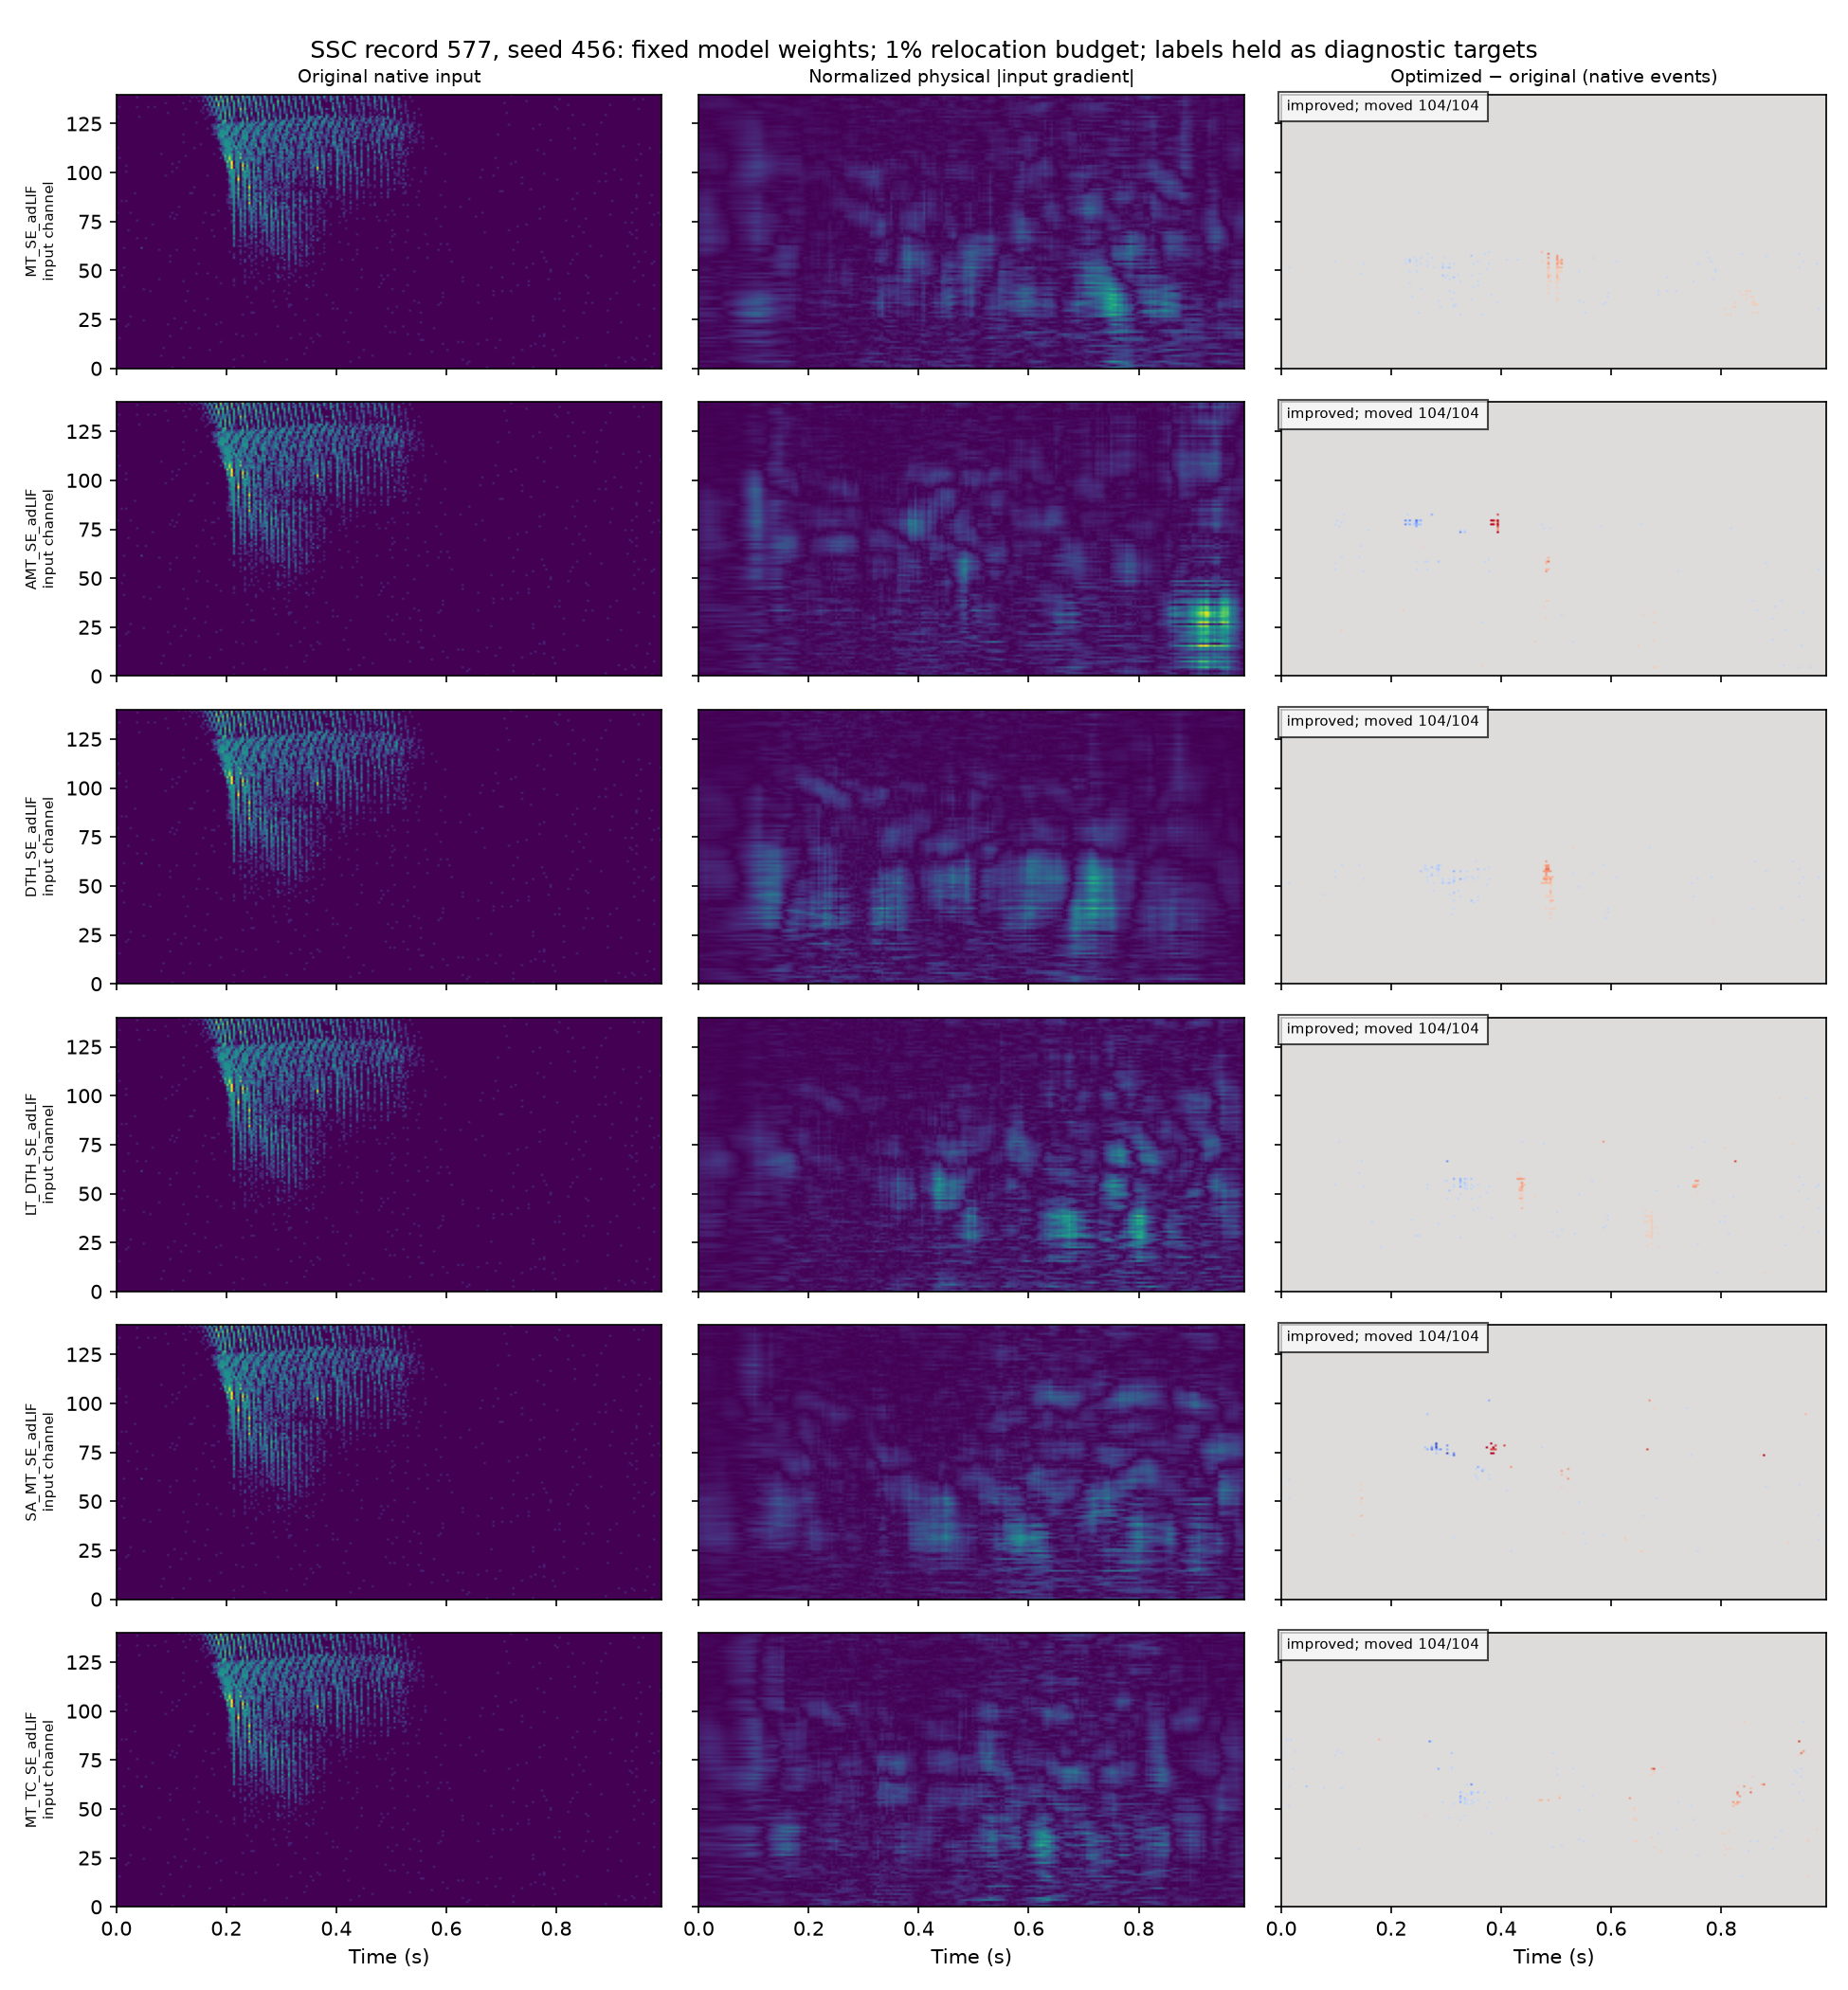 SSC record 577, seed 456: fixed model weights; 1% relocation budget; labels held as diagnostic targets
Original native input
Normalized physical |input gradient|
Optimized − original (native events)
MT_SE_adLIF
input channel
125
100
75
50
25
0
improved; moved 104/104
AMT_SE_adLIF
input channel
125
100
75
50
25
0
improved; moved 104/104
DTH_SE_adLIF
input channel
125
100
75
50
25
0
improved; moved 104/104
LT_DTH_SE_adLIF
input channel
125
100
75
50
25
0
improved; moved 104/104
SA_MT_SE_adLIF
input channel
125
100
75
50
25
0
improved; moved 104/104
MT_TC_SE_adLIF
input channel
125
100
75
50
25
0
improved; moved 104/104
0.0 0.2 0.4 0.6 0.8
0.0 0.2 0.4 0.6 0.8
0.0 0.2 0.4 0.6 0.8
Time (s)
Time (s)
Time (s)